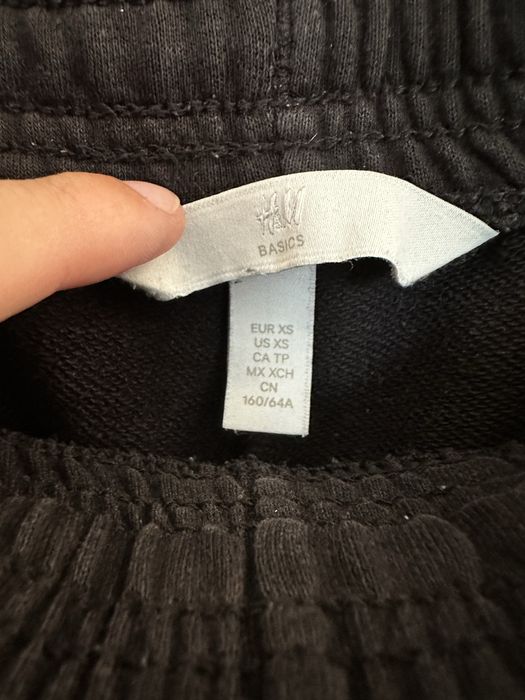 H&M
BASICS
EUR XS
US XS
CA TP
MX XCH
CN
160/64A